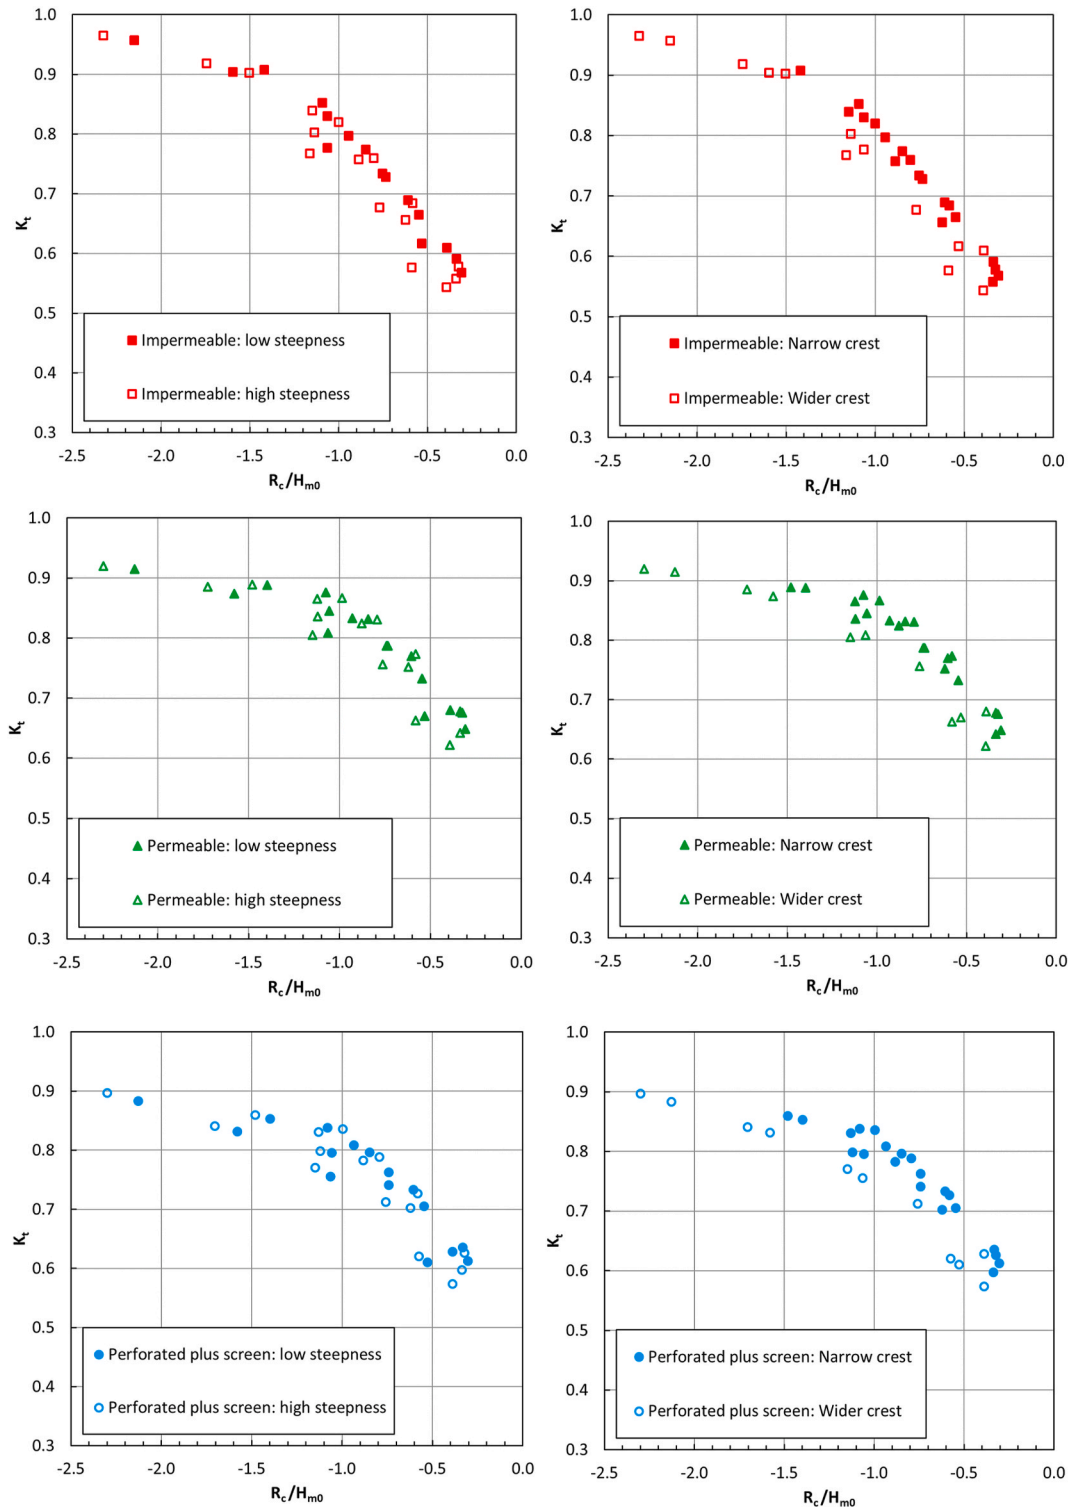 1.0
0.9
0.8
0.7
0.6
0.5
0.4
0.3
Kt
Impermeable: low steepness
Impermeable: high steepness
-2.5 -2.0 -1.5 -1.0 -0.5 0.0
Rc/Hm0
1.0
0.9
0.8
0.7
0.6
0.5
0.4
0.3
Kt
Impermeable: Narrow crest
Impermeable: Wider crest
-2.5 -2.0 -1.5 -1.0 -0.5 0.0
Rc/Hm0
1.0
0.9
0.8
0.7
0.6
0.5
0.4
0.3
Kt
Permeable: low steepness
Permeable: high steepness
-2.5 -2.0 -1.5 -1.0 -0.5 0.0
Rc/Hm0
1.0
0.9
0.8
0.7
0.6
0.5
0.4
0.3
Kt
Permeable: Narrow crest
Permeable: Wider crest
-2.5 -2.0 -1.5 -1.0 -0.5 0.0
Rc/Hm0
1.0
0.9
0.8
0.7
0.6
0.5
0.4
0.3
Kt
Perforated plus screen: low steepness
Perforated plus screen: high steepness
-2.5 -2.0 -1.5 -1.0 -0.5 0.0
Rc/Hm0
1.0
0.9
0.8
0.7
0.6
0.5
0.4
0.3
Kt
Perforated plus screen: Narrow crest
Perforated plus screen: Wider crest
-2.5 -2.0 -1.5 -1.0 -0.5 0.0
Rc/Hm0